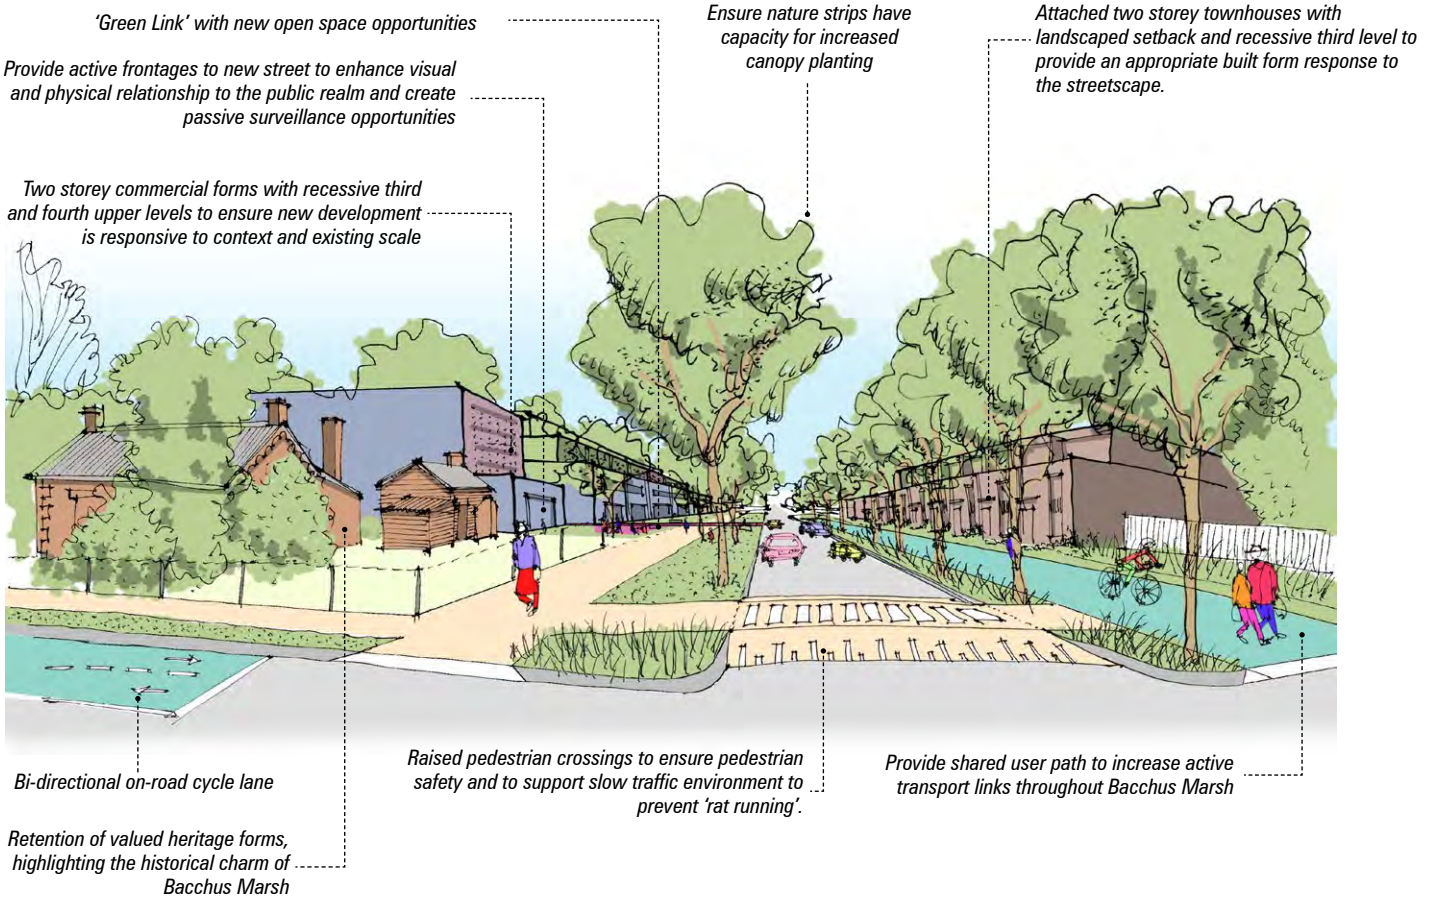 ‘Green Link’ with new open space opportunities
Provide active frontages to new street to enhance visual
and physical relationship to the public realm and create
passive surveillance opportunities
Two storey commercial forms with recessive third
and fourth upper levels to ensure new development
is responsive to context and existing scale
Ensure nature strips have
capacity for increased
canopy planting
Attached two storey townhouses with
landscaped setback and recessive third level to
provide an appropriate built form response to
the streetscape.
Bi-directional on-road cycle lane
Retention of valued heritage forms,
highlighting the historical charm of
Bacchus Marsh
Raised pedestrian crossings to ensure pedestrian
safety and to support slow traffic environment to
prevent ‘rat running’.
Provide shared user path to increase active
transport links throughout Bacchus Marsh